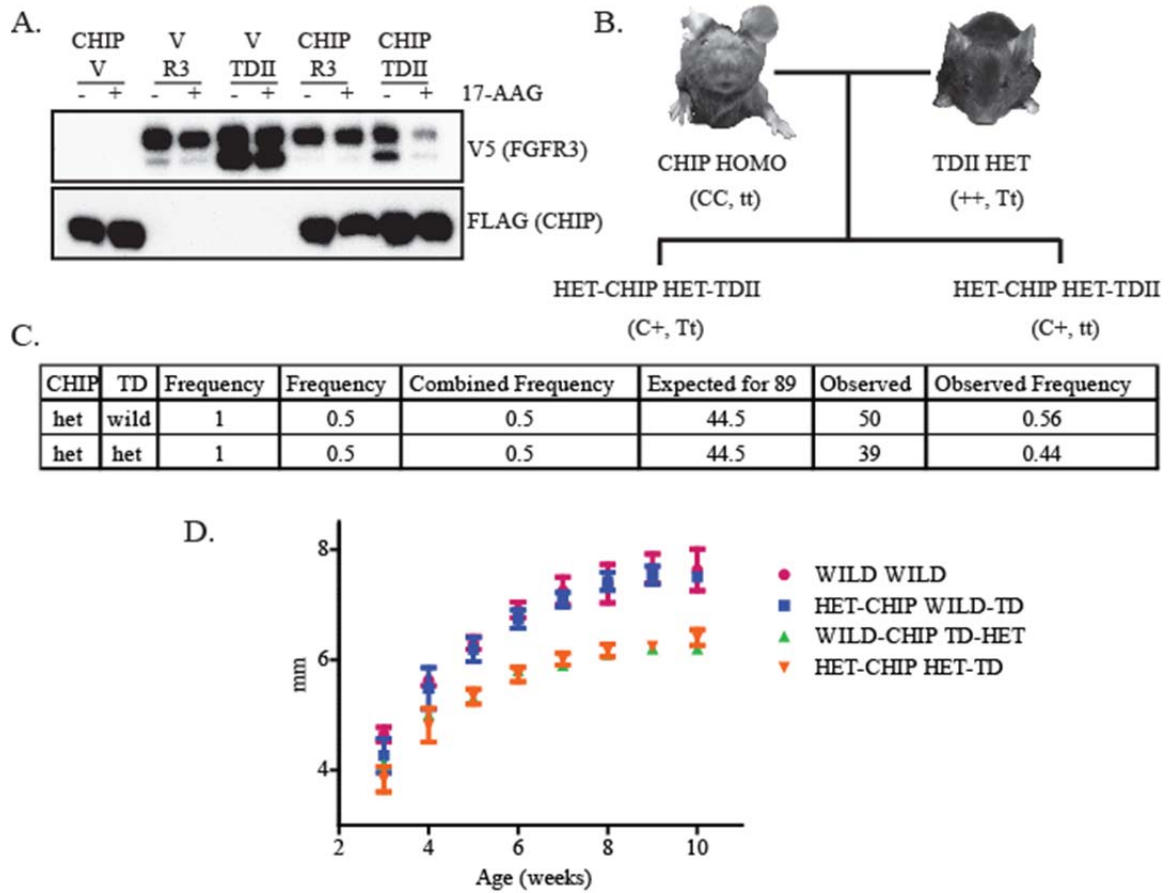 A.
CHIP V V CHIP CHIP
V R3 TDII R3 TDII
- + - + - + - + - + 17-AAG
V5 (FGFR3)
FLAG (CHIP)
B.
CHIP HOMO TDII HET
(CC, tt) (++, Tt)
HET-CHIP HET-TDII HET-CHIP HET-TDII
(C+, Tt) (C+, tt)
C.
CHIP TD Frequency Frequency Combined Frequency Expected for 89 Observed Observed Frequency
het wild 1 0.5 0.5 44.5 50 0.56
het het 1 0.5 0.5 44.5 39 0.44
D.
8
6
4
mm
2 4 6 8 10
Age (weeks)
WILD WILD
HET-CHIP WILD-TD
WILD-CHIP TD-HET
HET-CHIP HET-TD